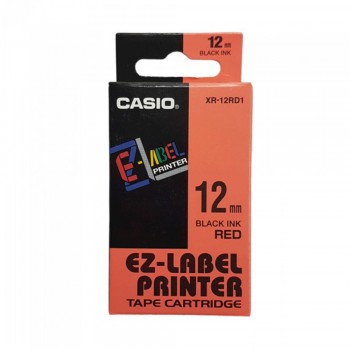 12 mm
BLACK INK
CASIO®
XR-12RD1
EZ-LABEL
PRINTER
12 mm
BLACK INK
RED
EZ-LABEL
PRINTER
TAPE CARTRIDGE